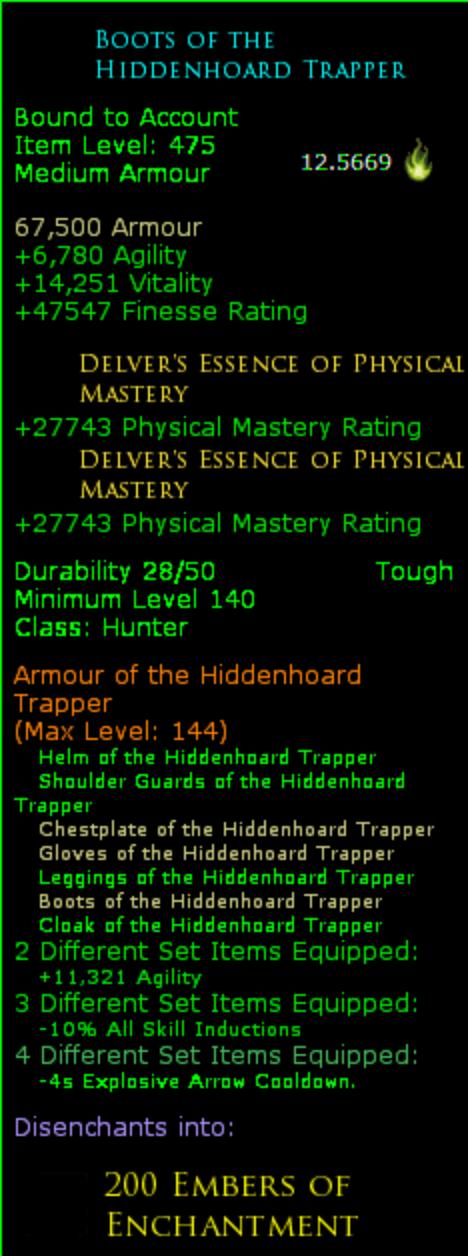 Boots of the
Hiddenhoard Trapper
Bound to Account
Item Level: 475
12.5669
Medium Armour
67,500 Armour
+6,780 Agility
+14,251 Vitality
+47547 Finesse Rating
Delver's Essence of Physical
Mastery
+27743 Physical Mastery Rating
Delver's Essence of Physical
Mastery
+27743 Physical Mastery Rating
Durability 28/50 Tough
Minimum Level 140
Class: Hunter
Armour of the Hiddenhoard
Trapper
(Max Level: 144)
Helm of the Hiddenhoard Trapper
Shoulder Guards of the Hiddenhoard
Trapper
Chestplate of the Hiddenhoard Trapper
Gloves of the Hiddenhoard Trapper
Leggings of the Hiddenhoard Trapper
Boots of the Hiddenhoard Trapper
Cloak of the Hiddenhoard Trapper
2 Different Set Items Equipped:
+11,321 Agility
3 Different Set Items Equipped:
-10% All Skill Inductions
4 Different Set Items Equipped:
-4s Explosive Arrow Cooldown.
Disenchants into:
200 Embers of
Enchantment